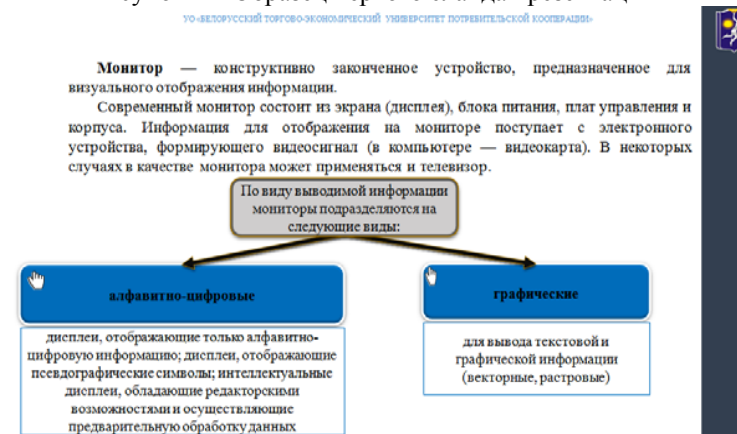 УО «БЕЛОРУССКИЙ ТОРГОВО-ЭКОНОМИЧЕСКИЙ УНИВЕРСИТЕТ ПОТРЕБИТЕЛЬСКОЙ КООПЕРАЦИИ»
Монитор — конструктивно законченное устройство, предназначенное для
визуального отображения информации.
Современный монитор состоит из экрана (дисплея), блока питания, плат управления и
корпуса. Информация для отображения на мониторе поступает с электронного
устройства, формирующего видеосигнал (в компьютере — видеокарта). В некоторых
случаях в качестве монитора может применяться и телевизор.
По виду выводимой информации
мониторы подразделяются на
следующие виды:
алфавитно-цифровые
графические
дисплеи, отображающие только алфавитно-
цифровую информацию; дисплеи, отображающие
псевдографические символы; интеллектуальные
дисплеи, обладающие редакторскими
возможностями и осуществляющие
предварительную обработку данных
для вывода текстовой и
графической информации
(векторные, растровые)